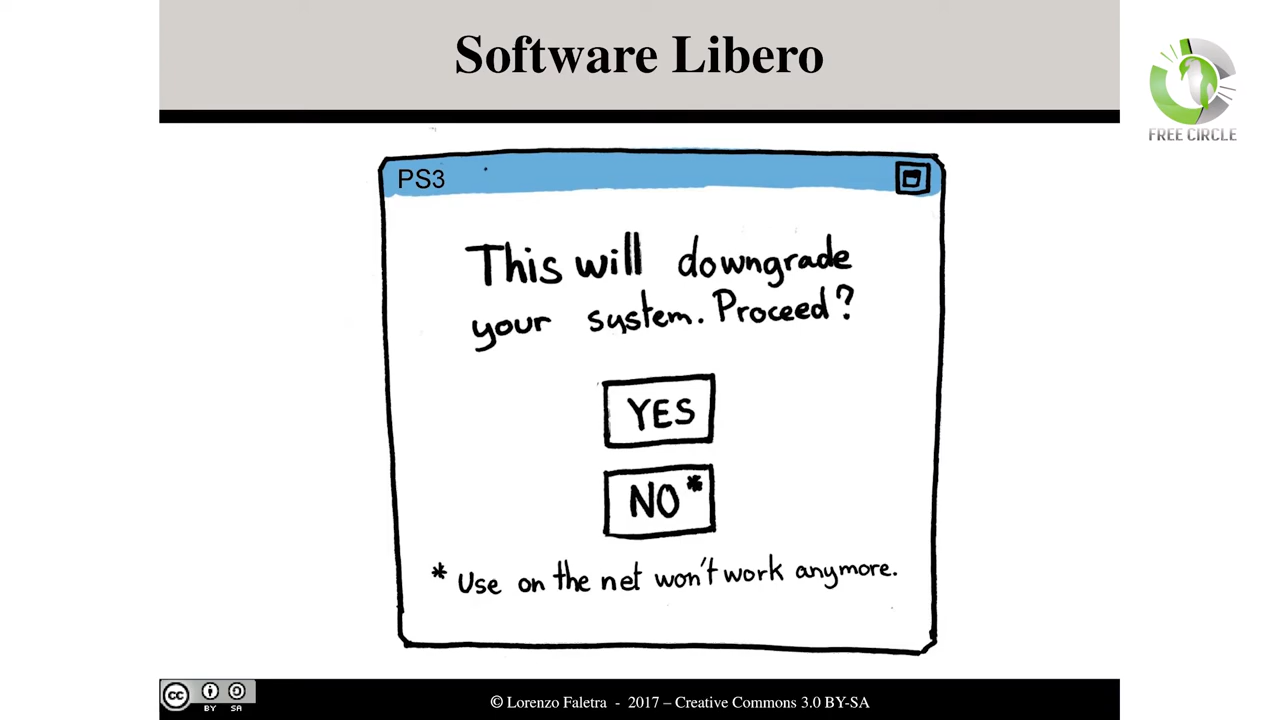 Software Libero
FREE CIRCLE
PS3
This will downgrade
your system. Proceed?
YES
NO*
* Use on the net won't work anymore.
cc
BY SA
© Lorenzo Faletra - 2017 – Creative Commons 3.0 BY-SA